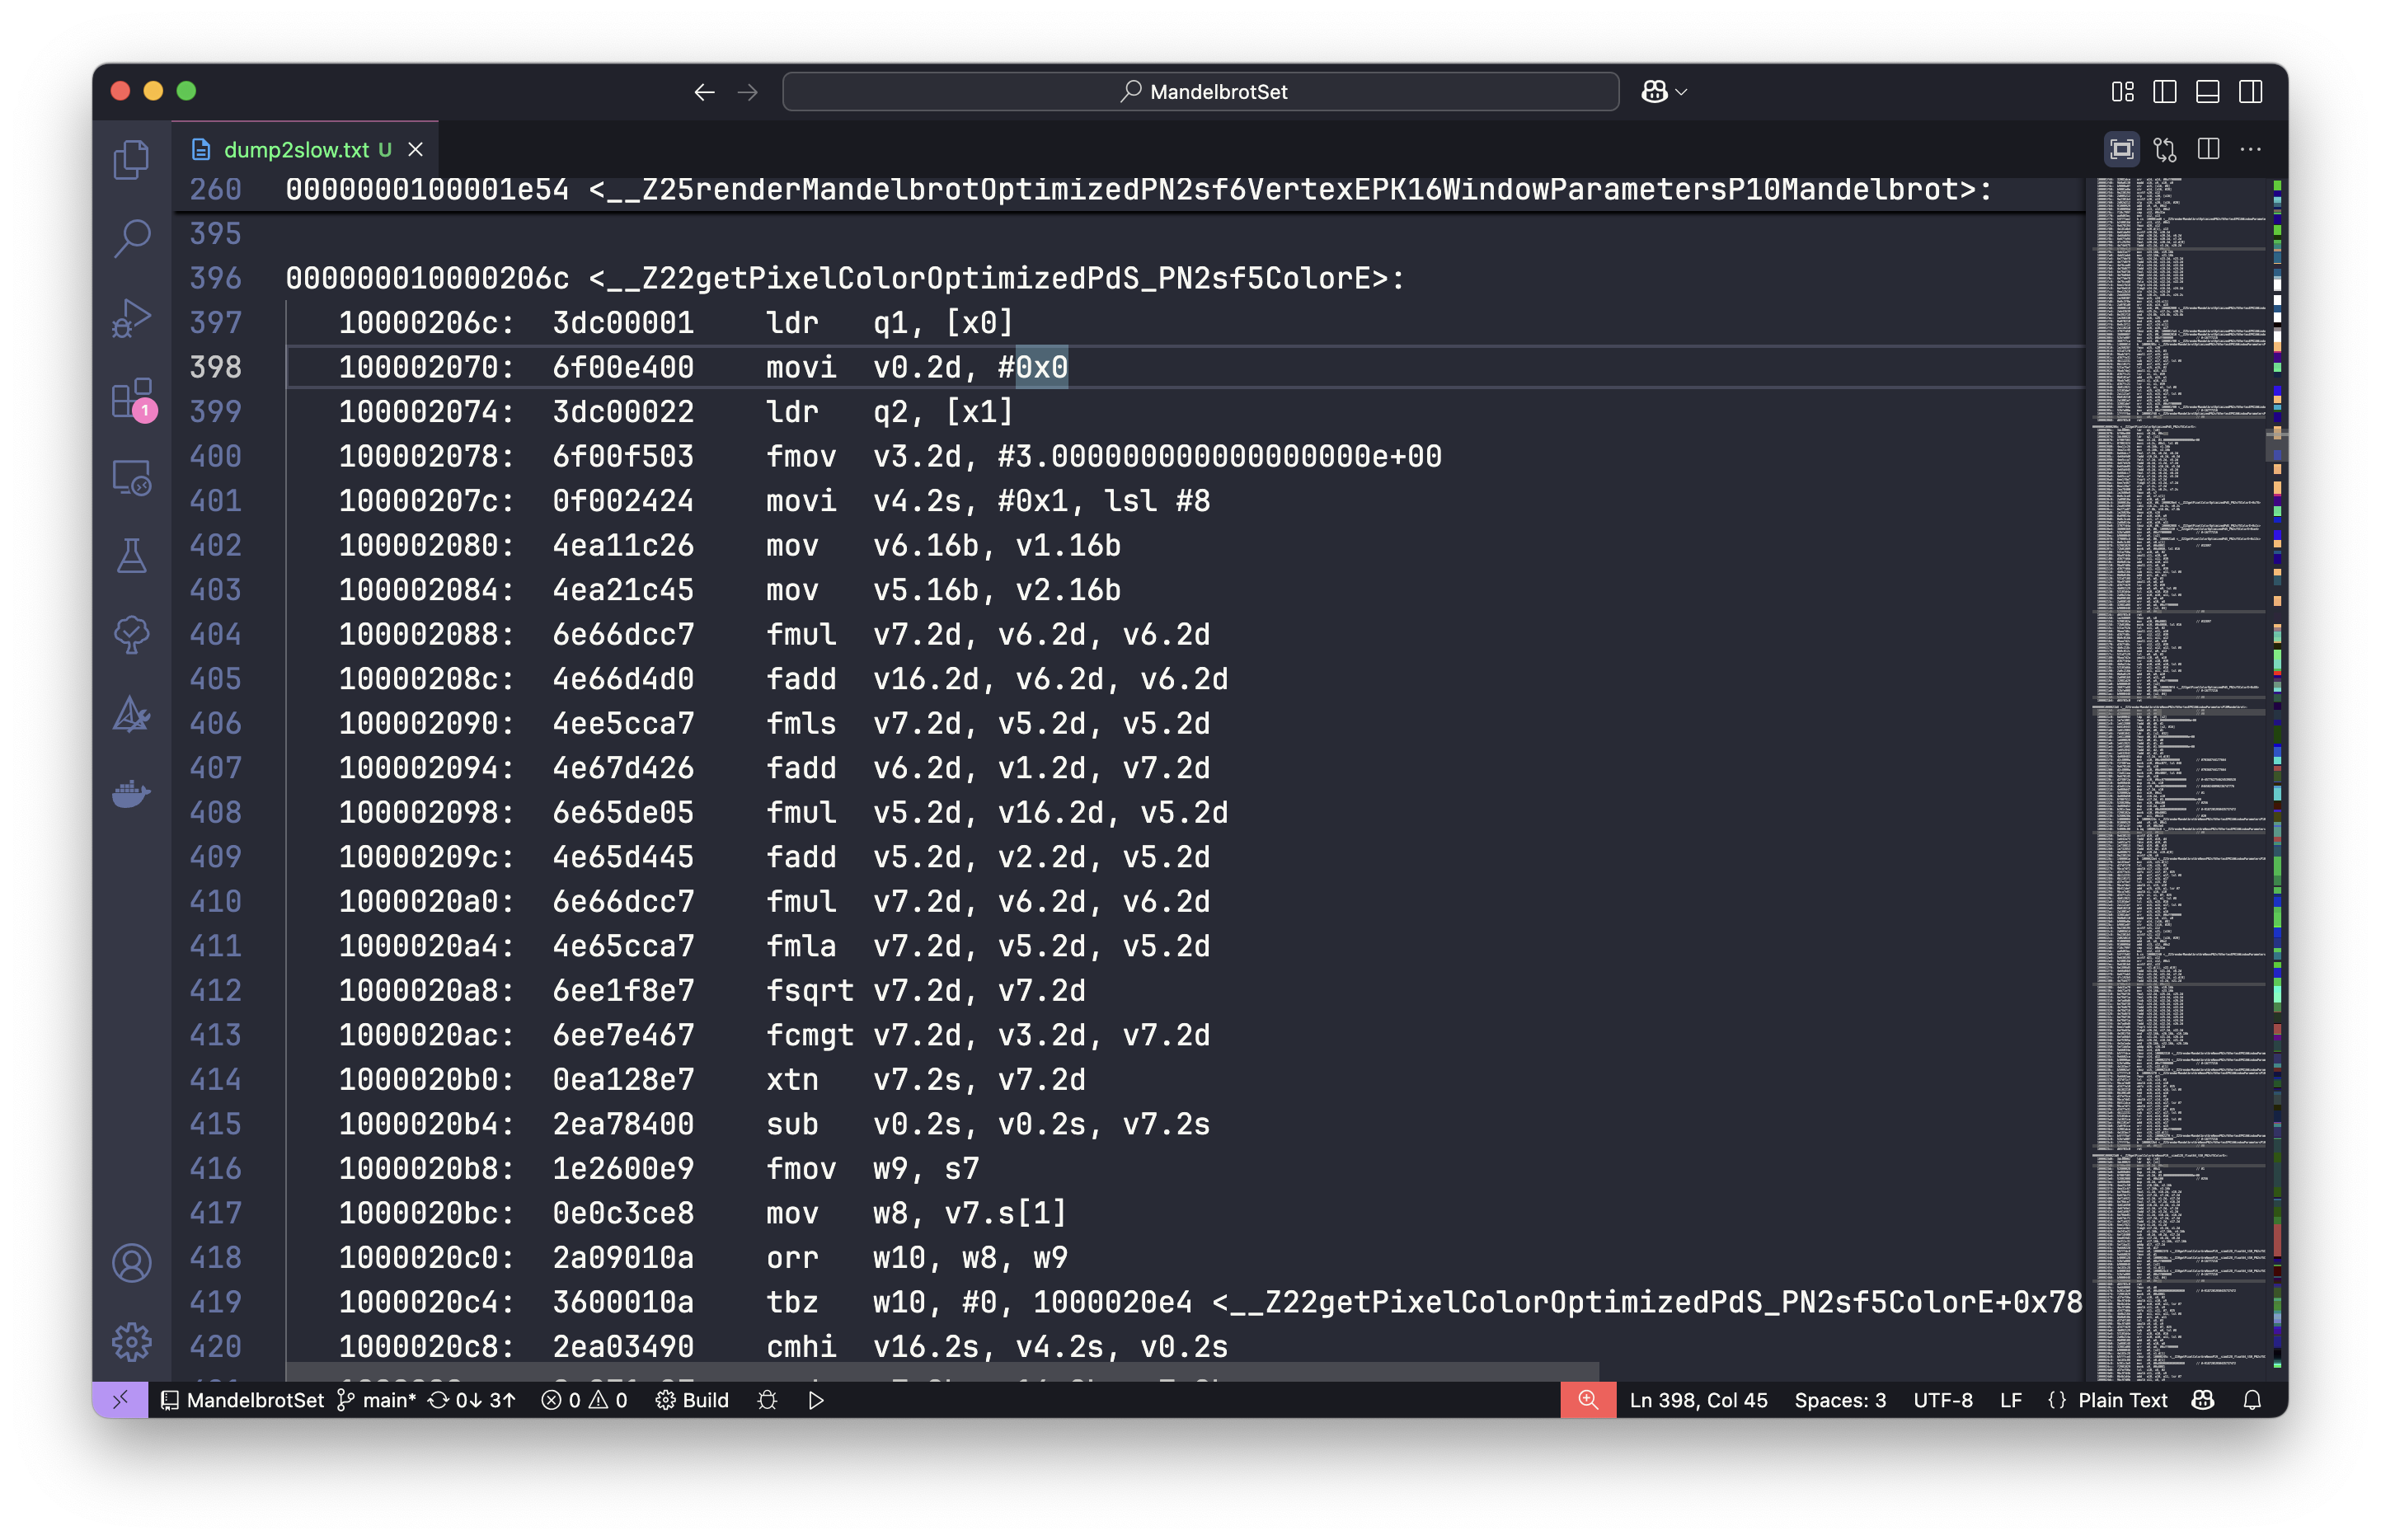 MandelbrotSet
dump2slow.txt U
260 0000000100001e54 <__Z25renderMandelbrotOptimizedPN2sf6VertexEPK16WindowParametersP10Mandelbrot>:
395
396 000000010000206c <__Z22getPixelColorOptimizedPdS_PN2sf5ColorE>:
397 10000206c: 3dc00001 ldr q1, [x0]
398 100002070: 6f00e400 movi v0.2d, #0x0
399 100002074: 3dc00022 ldr q2, [x1]
400 100002078: 6f00f503 fmov v3.2d, #3.000000000000000000e+00
401 10000207c: 0f002424 movi v4.2s, #0x1, lsl #8
402 100002080: 4ea11c26 mov v6.16b, v1.16b
403 100002084: 4ea21c45 mov v5.16b, v2.16b
404 100002088: 6e66dcc7 fmul v7.2d, v6.2d, v6.2d
405 10000208c: 4e66d4d0 fadd v16.2d, v6.2d, v6.2d
406 100002090: 4ee5cca7 fmls v7.2d, v5.2d, v5.2d
407 100002094: 4e67d426 fadd v6.2d, v1.2d, v7.2d
408 100002098: 6e65de05 fmul v5.2d, v16.2d, v5.2d
409 10000209c: 4e65d445 fadd v5.2d, v2.2d, v5.2d
410 1000020a0: 6e66dcc7 fmul v7.2d, v6.2d, v6.2d
411 1000020a4: 4e65cca7 fmla v7.2d, v5.2d, v5.2d
412 1000020a8: 6ee1f8e7 fsqrt v7.2d, v7.2d
413 1000020ac: 6ee7e467 fcmgt v7.2d, v3.2d, v7.2d
414 1000020b0: 0ea128e7 xtn v7.2s, v7.2d
415 1000020b4: 2ea78400 sub v0.2s, v0.2s, v7.2s
416 1000020b8: 1e2600e9 fmov w9, s7
417 1000020bc: 0e0c3ce8 mov w8, v7.s[1]
418 1000020c0: 2a09010a orr w10, w8, w9
419 1000020c4: 3600010a tbz w10, #0, 1000020e4 <__Z22getPixelColorOptimizedPdS_PN2sf5ColorE+0x78
420 1000020c8: 2ea03490 cmhi v16.2s, v4.2s, v0.2s
1
MandelbrotSet main* 0↓ 3↑ 0 0 Build Ln 398, Col 45 Spaces: 3 UTF-8 LF {} Plain Text